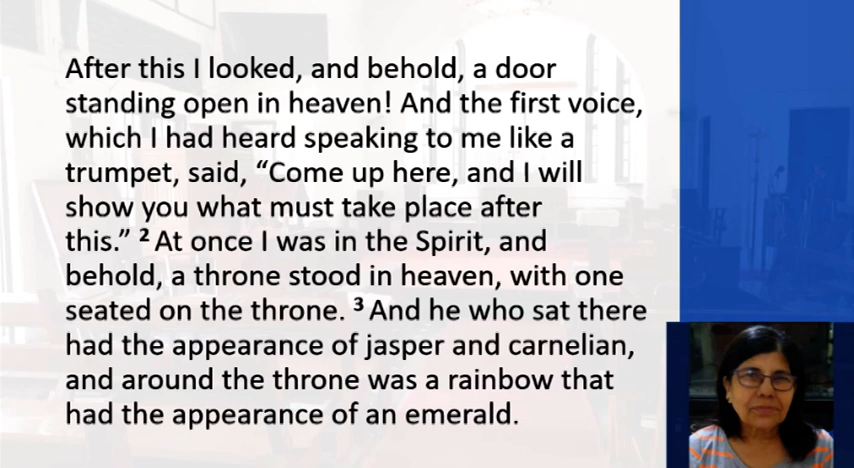 After this I looked, and behold, a door
standing open in heaven! And the first voice,
which I had heard speaking to me like a
trumpet, said, “Come up here, and I will
show you what must take place after
this.” ² At once I was in the Spirit, and
behold, a throne stood in heaven, with one
seated on the throne. ³ And he who sat there
had the appearance of jasper and carnelian,
and around the throne was a rainbow that
had the appearance of an emerald.